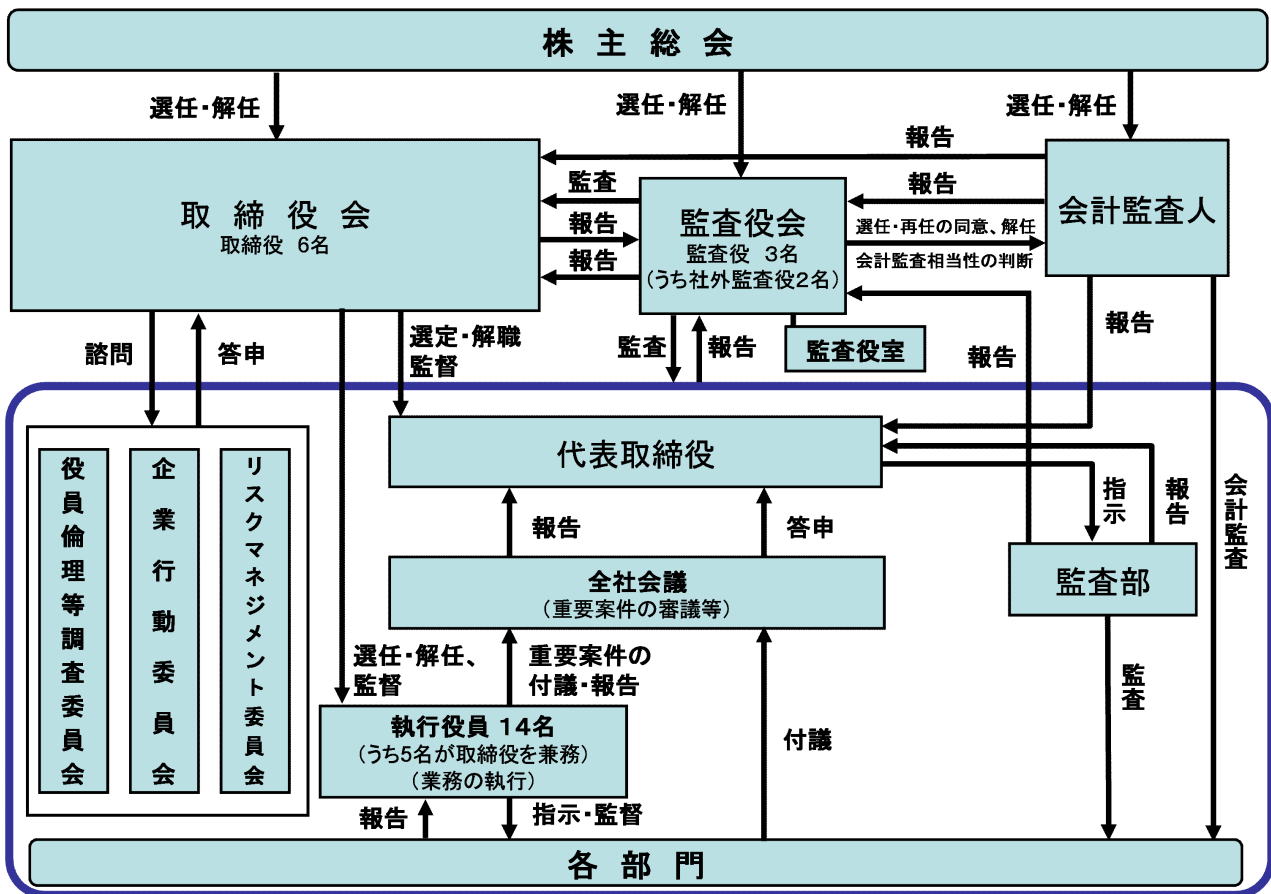 株主総会
選任・解任
選任・解任
選任・解任
取締役会
取締役 6名
監査
報告
報告
報告
報告
監査役会
監査役 3名
(うち社外監査役2名)
選任・再任の同意、解任
会計監査相当性の判断
会計監査人
諮問
答申
選定・解職
監督
監査
報告
監査役室
報告
報告
役員倫理等調査委員会
企業行動委員会
リスクマネジメント委員会
代表取締役
報告
答申
指示
報告
会計監査
全社会議
(重要案件の審議等)
監査部
選任・解任、
監督
重要案件の
付議・報告
付議
監査
執行役員 14名
(うち5名が取締役を兼務)
(業務の執行)
報告
指示・監督
各部門